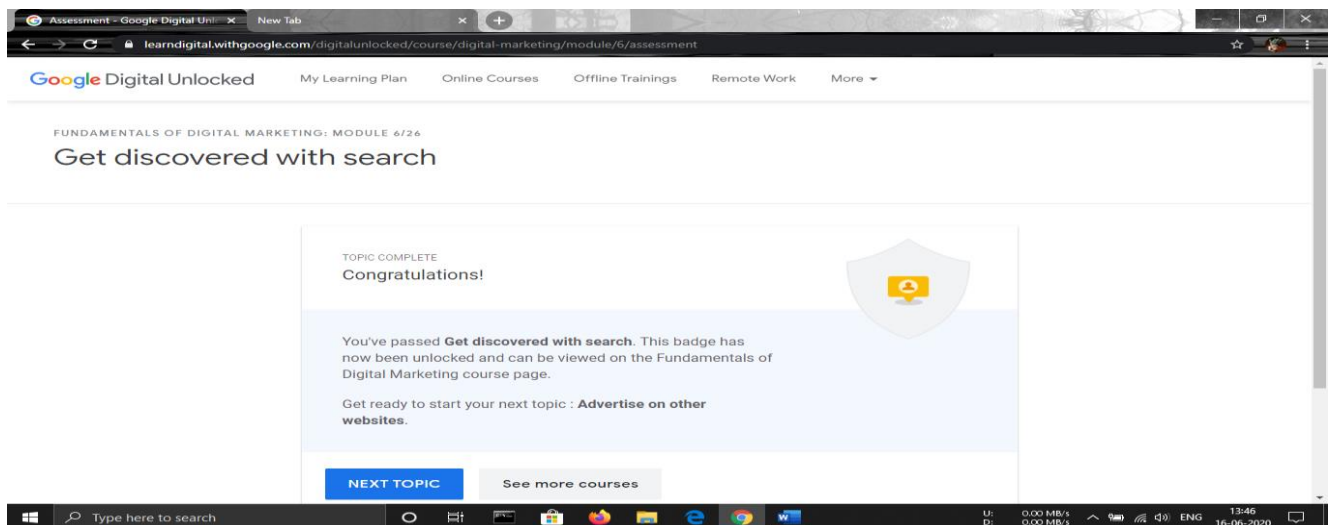 Assessment - Google Digital Unl
New Tab
learndigital.withgoogle.com/digitalunlocked/course/digital-marketing/module/6/assessment
Google Digital Unlocked
My Learning Plan
Online Courses
Offline Trainings
Remote Work
More
FUNDAMENTALS OF DIGITAL MARKETING: MODULE 6/26
Get discovered with search
TOPIC COMPLETE
Congratulations!
You've passed Get discovered with search. This badge has
now been unlocked and can be viewed on the Fundamentals of
Digital Marketing course page.
Get ready to start your next topic : Advertise on other
websites.
NEXT TOPIC
See more courses
Type here to search
U: 0.00 MB/s
D: 0.00 MB/s
ENG
13:46
16-06-2020